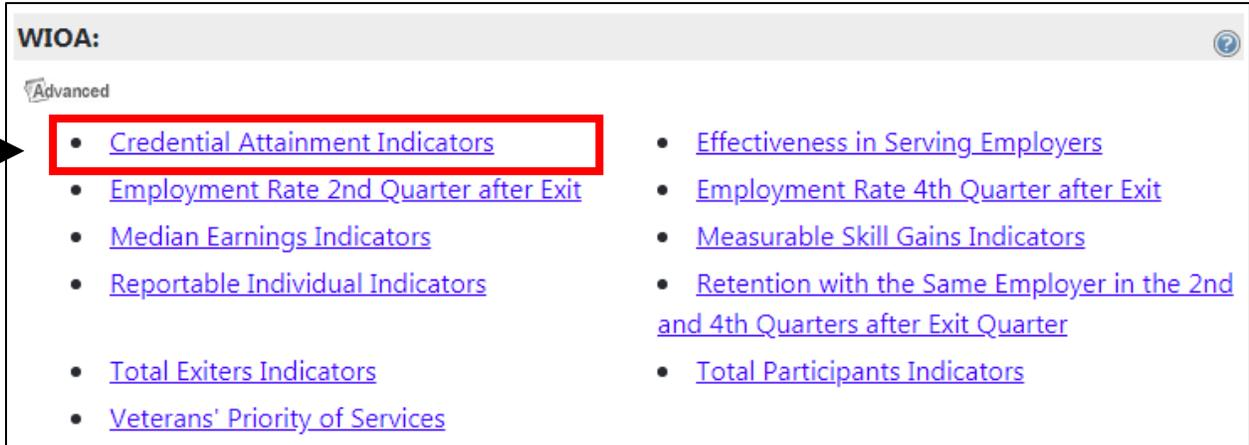 WIOA:
Advanced
• Credential Attainment Indicators
• Effectiveness in Serving Employers
• Employment Rate 2nd Quarter after Exit
• Employment Rate 4th Quarter after Exit
• Median Earnings Indicators
• Measurable Skill Gains Indicators
• Reportable Individual Indicators
• Retention with the Same Employer in the 2nd
and 4th Quarters after Exit Quarter
• Total Exiters Indicators
• Total Participants Indicators
• Veterans' Priority of Services